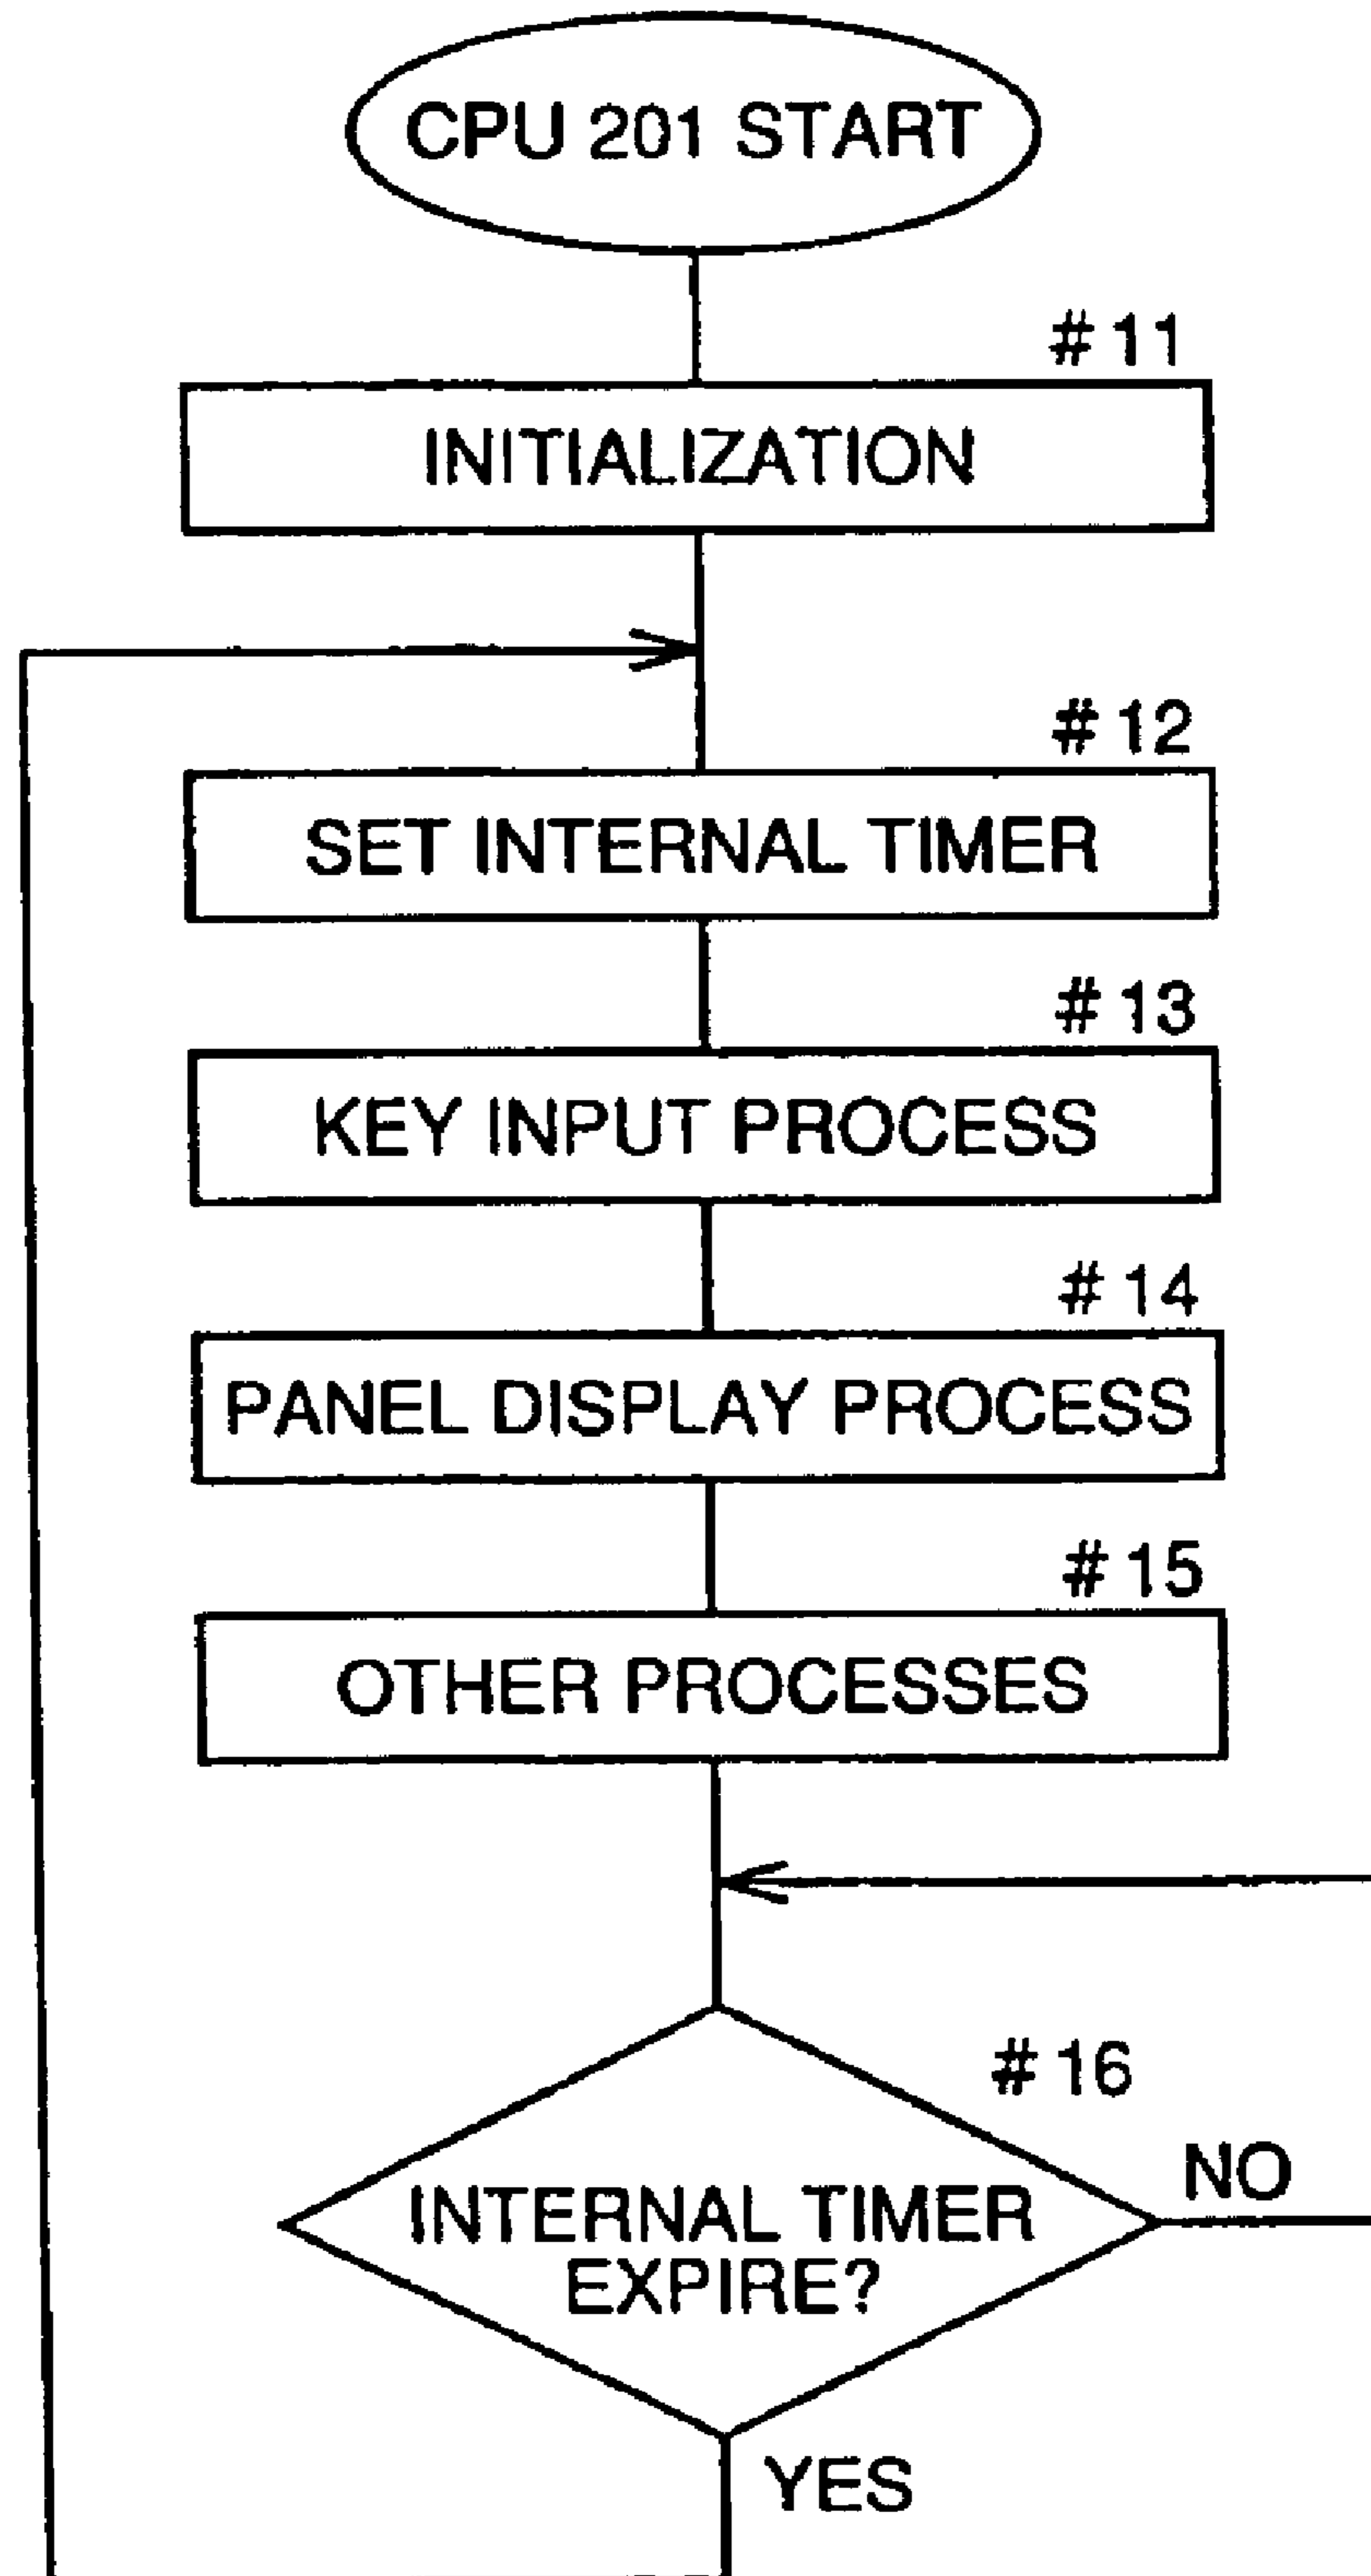 CPU 201 START
# 11
INITIALIZATION
# 12
SET INTERNAL TIMER
# 13
KEY INPUT PROCESS
# 14
PANEL DISPLAY PROCESS
# 15
OTHER PROCESSES
# 16
INTERNAL TIMER
EXPIRE?
NO
YES